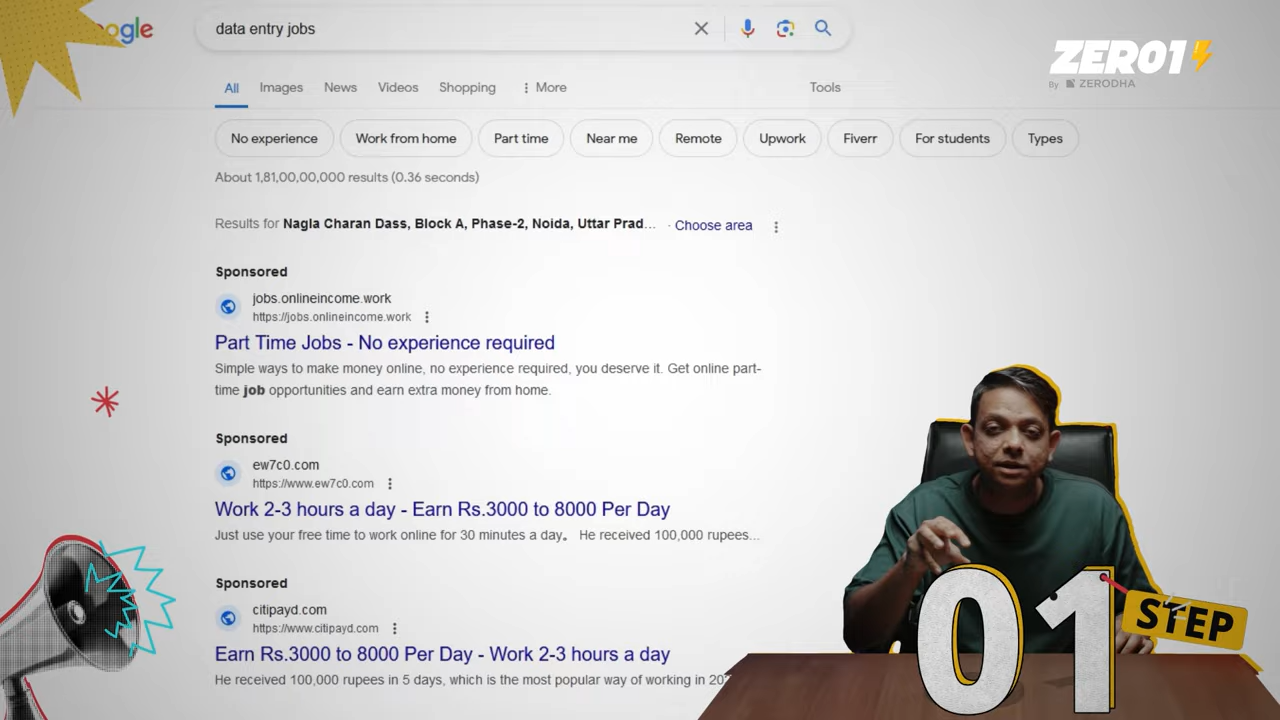 ogle
data entry jobs
ZERO1
By ZERODHA
All Images News Videos Shopping More Tools
No experience Work from home Part time Near me Remote Upwork Fiverr For students Types
About 1,81,00,00,000 results (0.36 seconds)
Results for Nagla Charan Dass, Block A, Phase-2, Noida, Uttar Prad... · Choose area
Sponsored
jobs.onlineincome.work
https://jobs.onlineincome.work
Part Time Jobs - No experience required
Simple ways to make money online, no experience required, you deserve it. Get online part-
time job opportunities and earn extra money from home.
Sponsored
ew7c0.com
https://www.ew7c0.com
Work 2-3 hours a day - Earn Rs.3000 to 8000 Per Day
Just use your free time to work online for 30 minutes a day。 He received 100,000 rupees...
Sponsored
citipayd.com
https://www.citipayd.com
Earn Rs.3000 to 8000 Per Day - Work 2-3 hours a day
He received 100,000 rupees in 5 days, which is the most popular way of working in 20
01
STEP